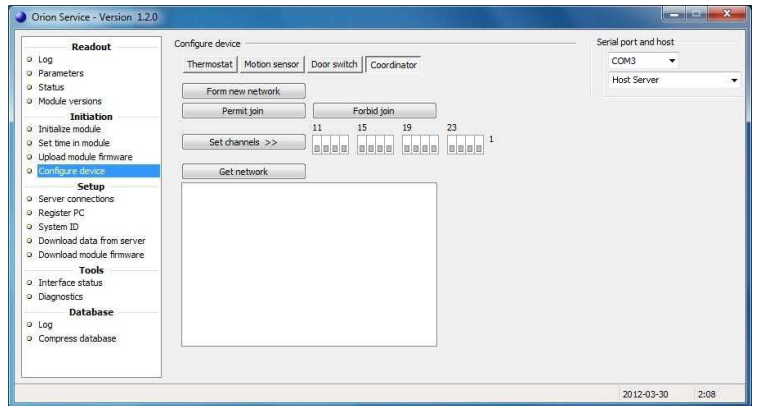 Orion Service - Version 1.2.0
Readout
Log
Parameters
Status
Module versions
Initiation
Initialize module
Set time in module
Upload module firmware
Configure device
Setup
Server connections
Register PC
System ID
Download data from server
Download module firmware
Tools
Interface status
Diagnostics
Database
Log
Compress database
Configure device
Thermostat Motion sensor Door switch Coordinator
Form new network
Permit join Forbid join
11 15 19 23
Set channels >> 1
Get network
Serial port and host
COM3
Host Server
2012-03-30 2:08